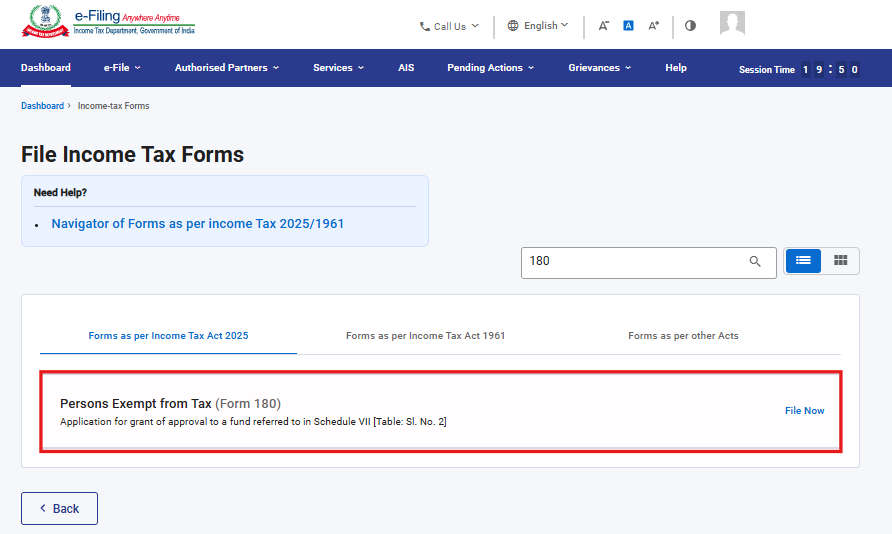 e-Filing Anywhere Anytime
Income Tax Department, Government of India
Call Us
English
A-
A
A+
Dashboard
e-File
Authorised Partners
Services
AIS
Pending Actions
Grievances
Help
Session Time 1 9 : 5 0
Dashboard > Income-tax Forms
File Income Tax Forms
Need Help?
• Navigator of Forms as per income Tax 2025/1961
180
Forms as per Income Tax Act 2025
Forms as per Income Tax Act 1961
Forms as per other Acts
Persons Exempt from Tax (Form 180)
Application for grant of approval to a fund referred to in Schedule VII [Table: Sl. No. 2]
File Now
< Back